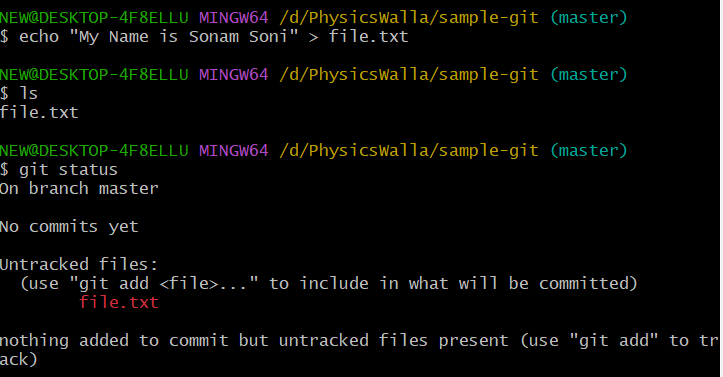 NEW@DESKTOP-4F8ELLU MINGW64 /d/PhysicsWalla/sample-git (master)
$ echo "My Name is Sonam Soni" > file.txt
NEW@DESKTOP-4F8ELLU MINGW64 /d/PhysicsWalla/sample-git (master)
$ ls
file.txt
NEW@DESKTOP-4F8ELLU MINGW64 /d/PhysicsWalla/sample-git (master)
$ git status
On branch master
No commits yet
Untracked files:
  (use "git add <file>..." to include in what will be committed)
        file.txt
nothing added to commit but untracked files present (use "git add" to tr
ack)